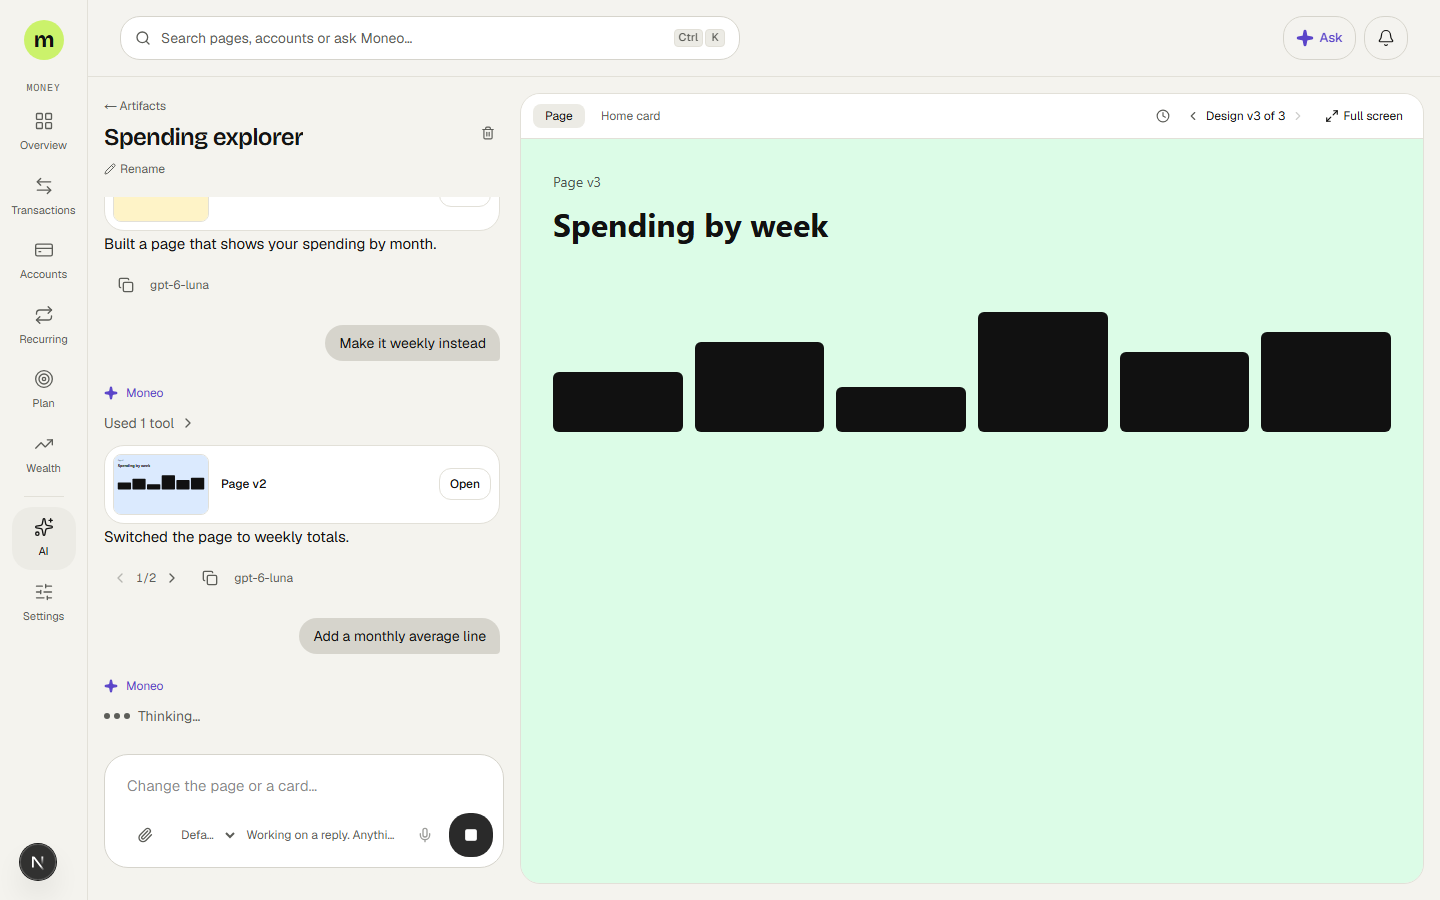 m
MONEY
Overview
Transactions
Accounts
Recurring
Plan
Wealth
AI
Settings
N
Search pages, accounts or ask Moneo...
Ctrl K
Ask
← Artifacts
Spending explorer
Rename
Built a page that shows your spending by month.
gpt-6-luna
Make it weekly instead
Moneo
Used 1 tool
Spending by week
Page v2
Open
Switched the page to weekly totals.
1/2
gpt-6-luna
Add a monthly average line
Moneo
Thinking...
Change the page or a card...
Defa...
Working on a reply. Anythi...
Page
Home card
Design v3 of 3
Full screen
Page v3
Spending by week